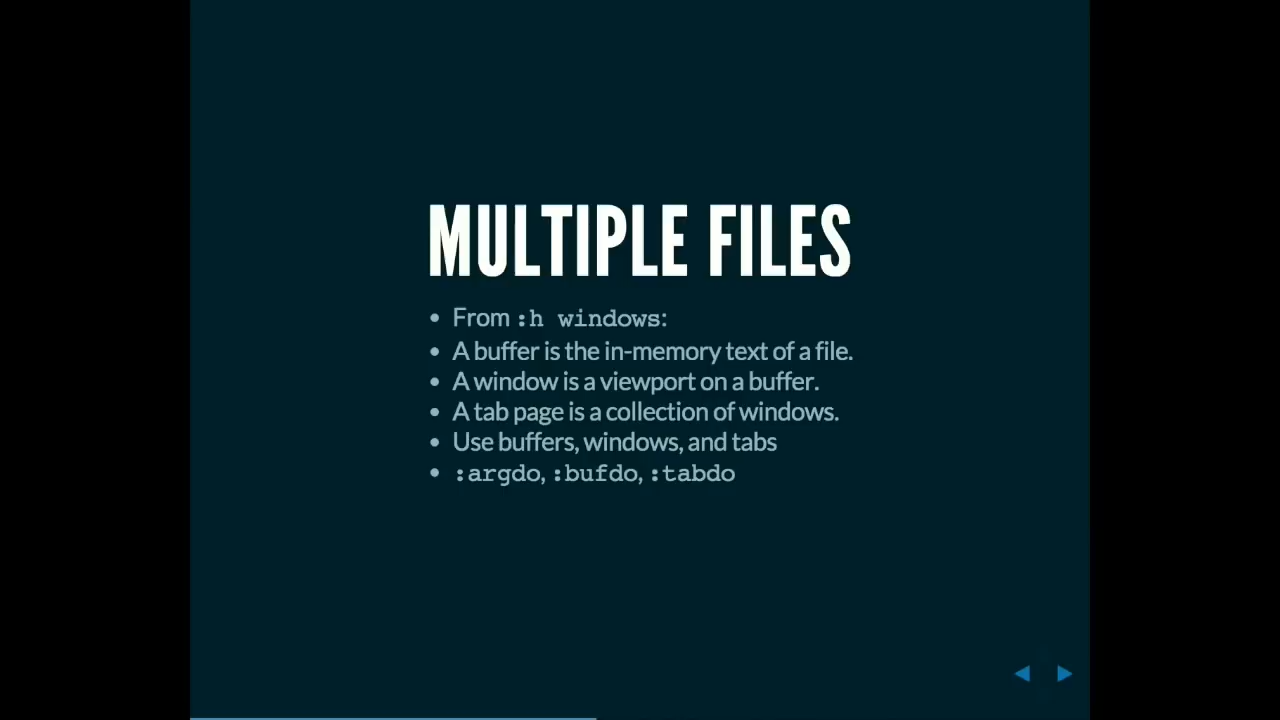 MULTIPLE FILES
From :h windows:
A buffer is the in-memory text of a file.
A window is a viewport on a buffer.
A tab page is a collection of windows.
Use buffers, windows, and tabs
:argdo, :bufdo, :tabdo